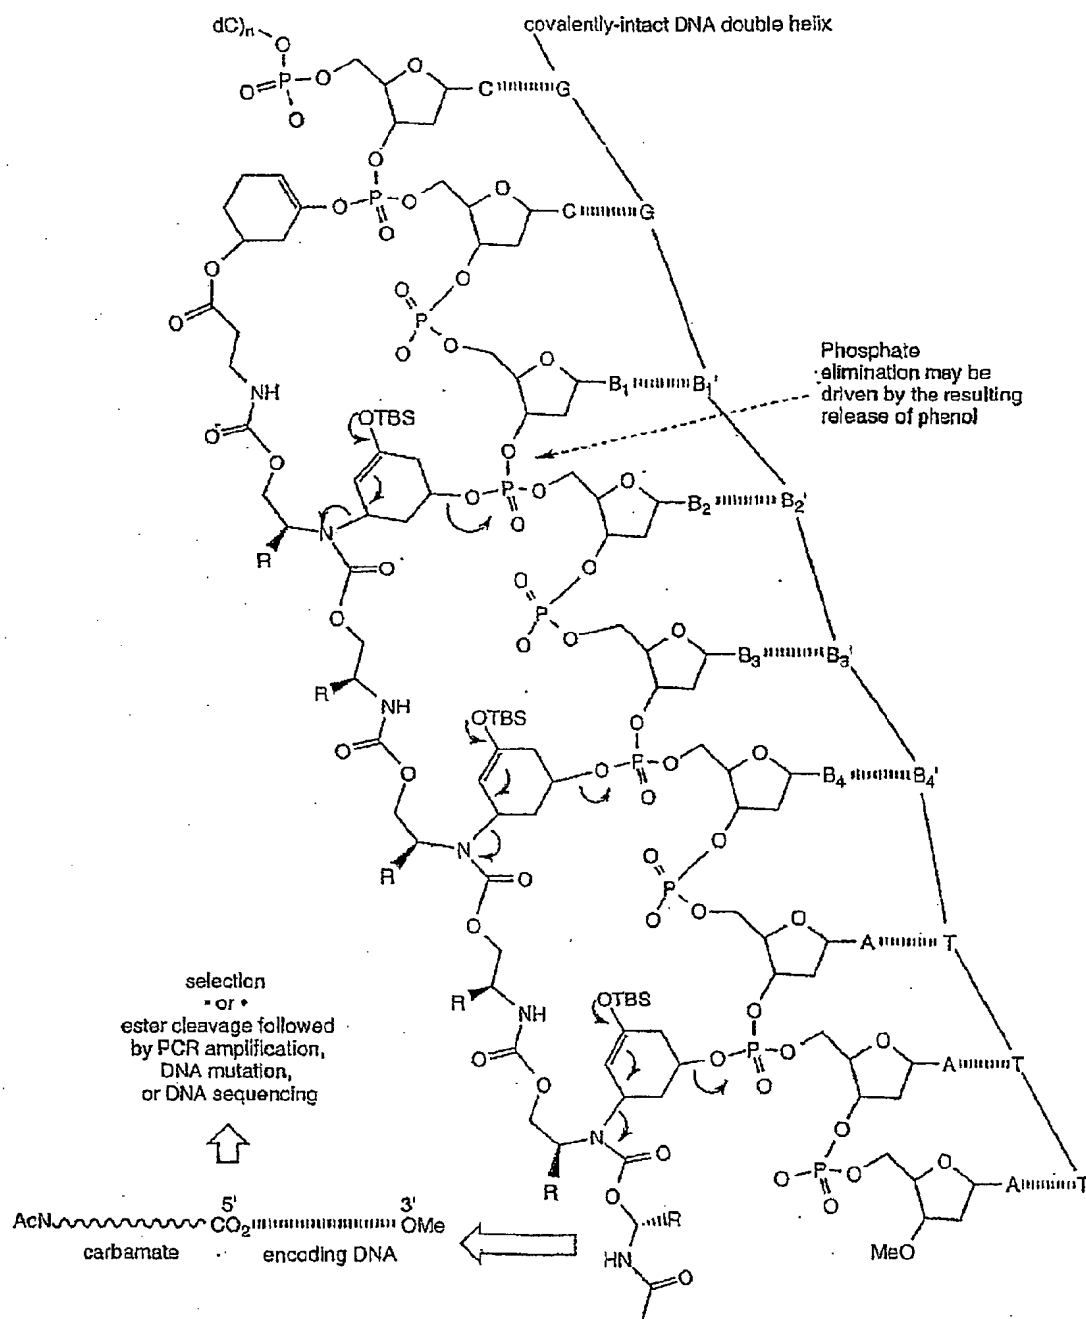 dC)n
covalently-intact DNA double helix
O
P O O C G
O
O
O
O P O O C G
O
O
O
O
P
O
O
O
O
B1 B1'
Phosphate
elimination may be
driven by the resulting
release of phenol
NH
OTBS
O
O
O
O P O O B2 B2'
O
N
R
O
O
O
O
P
O
O
O
B3 B3'
R
NH
OTBS
O
O
O
O P O O B4 B4'
O
N
R
O
O
O
O
P
O
O
O
A T
selection
or
ester cleavage followed
by PCR amplification,
DNA mutation,
or DNA sequencing
R
NH
OTBS
O
O
O
O P O O A T
O
N
R
O
O
R
HN
O
O
O P O O A T
O
MeO
5' 3'
AcN CO2 OMe
carbamate encoding DNA